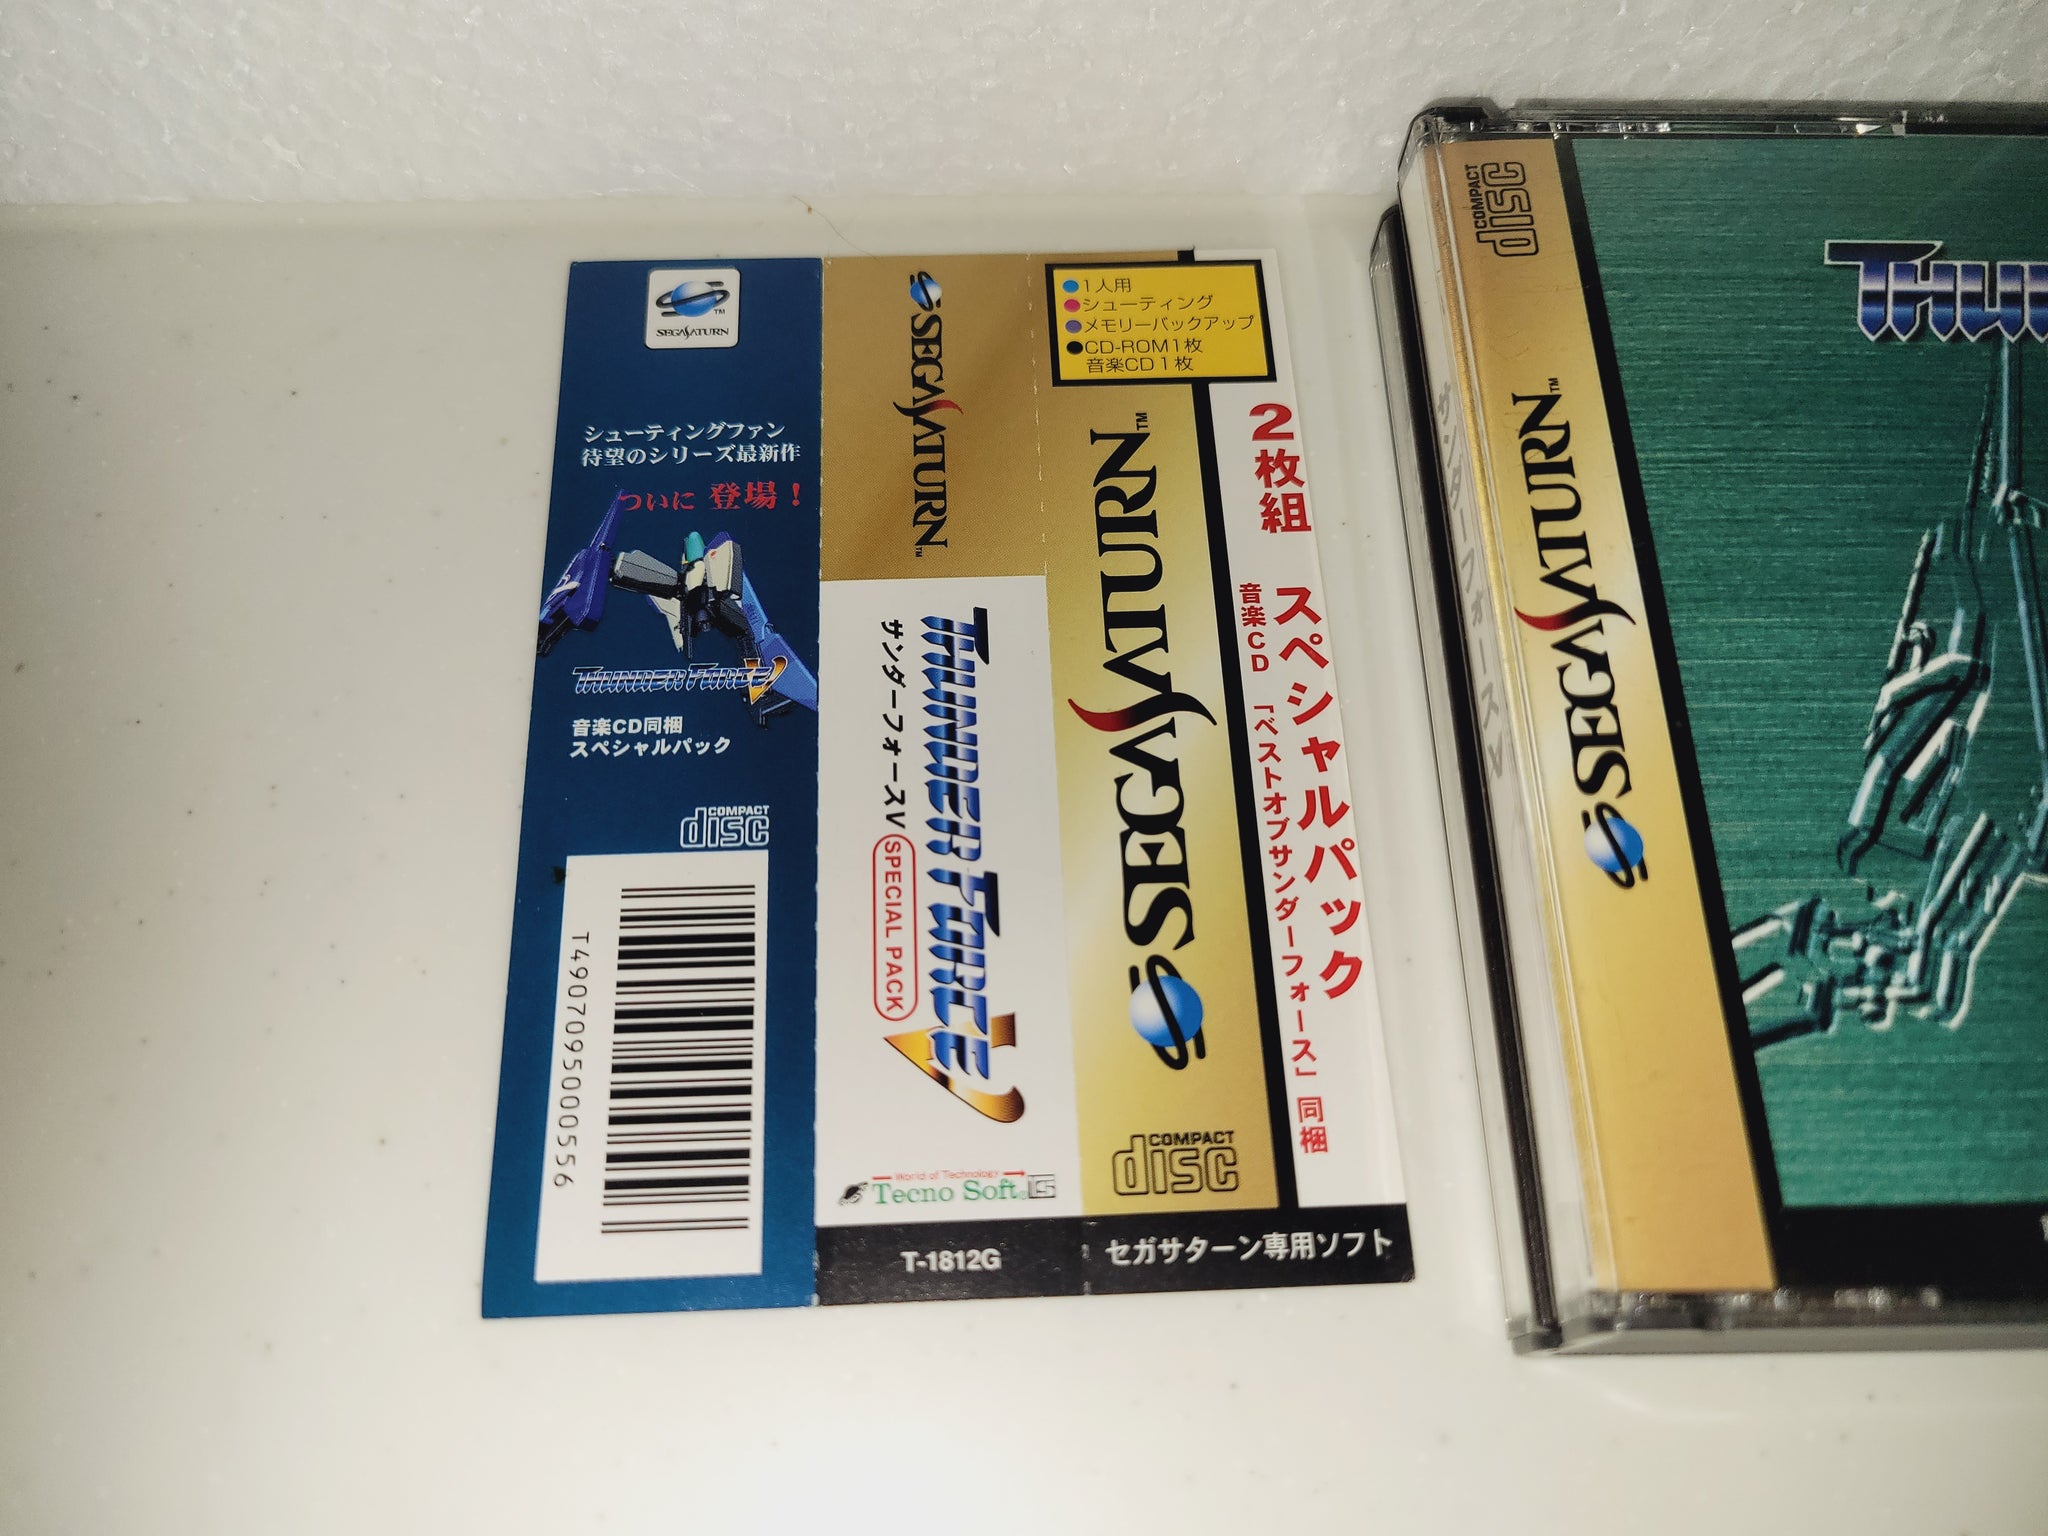 SEGA SATURN
TM
シューティングファン
待望のシリーズ最新作
ついに 登場！
THUNDER FORCE V
音楽CD同梱
スペシャルパック
COMPACT
disc
T4907095000556
SEGA SATURN
TM
THUNDER FORCE V
サンダーフォースV
SPECIAL PACK
World of Technology
Tecno Soft
T-1812G
●1人用
●シューティング
●メモリーバックアップ
●CD-ROM1枚
音楽CD1枚
SEGA SATURN
TM
COMPACT
disc
2枚組 スペシャルパック
音楽CD「ベストオブサンダーフォース」同梱
セガサターン専用ソフト
サンダーフォースV
COMPACT
disc
SEGA SATURN
TM
THUN